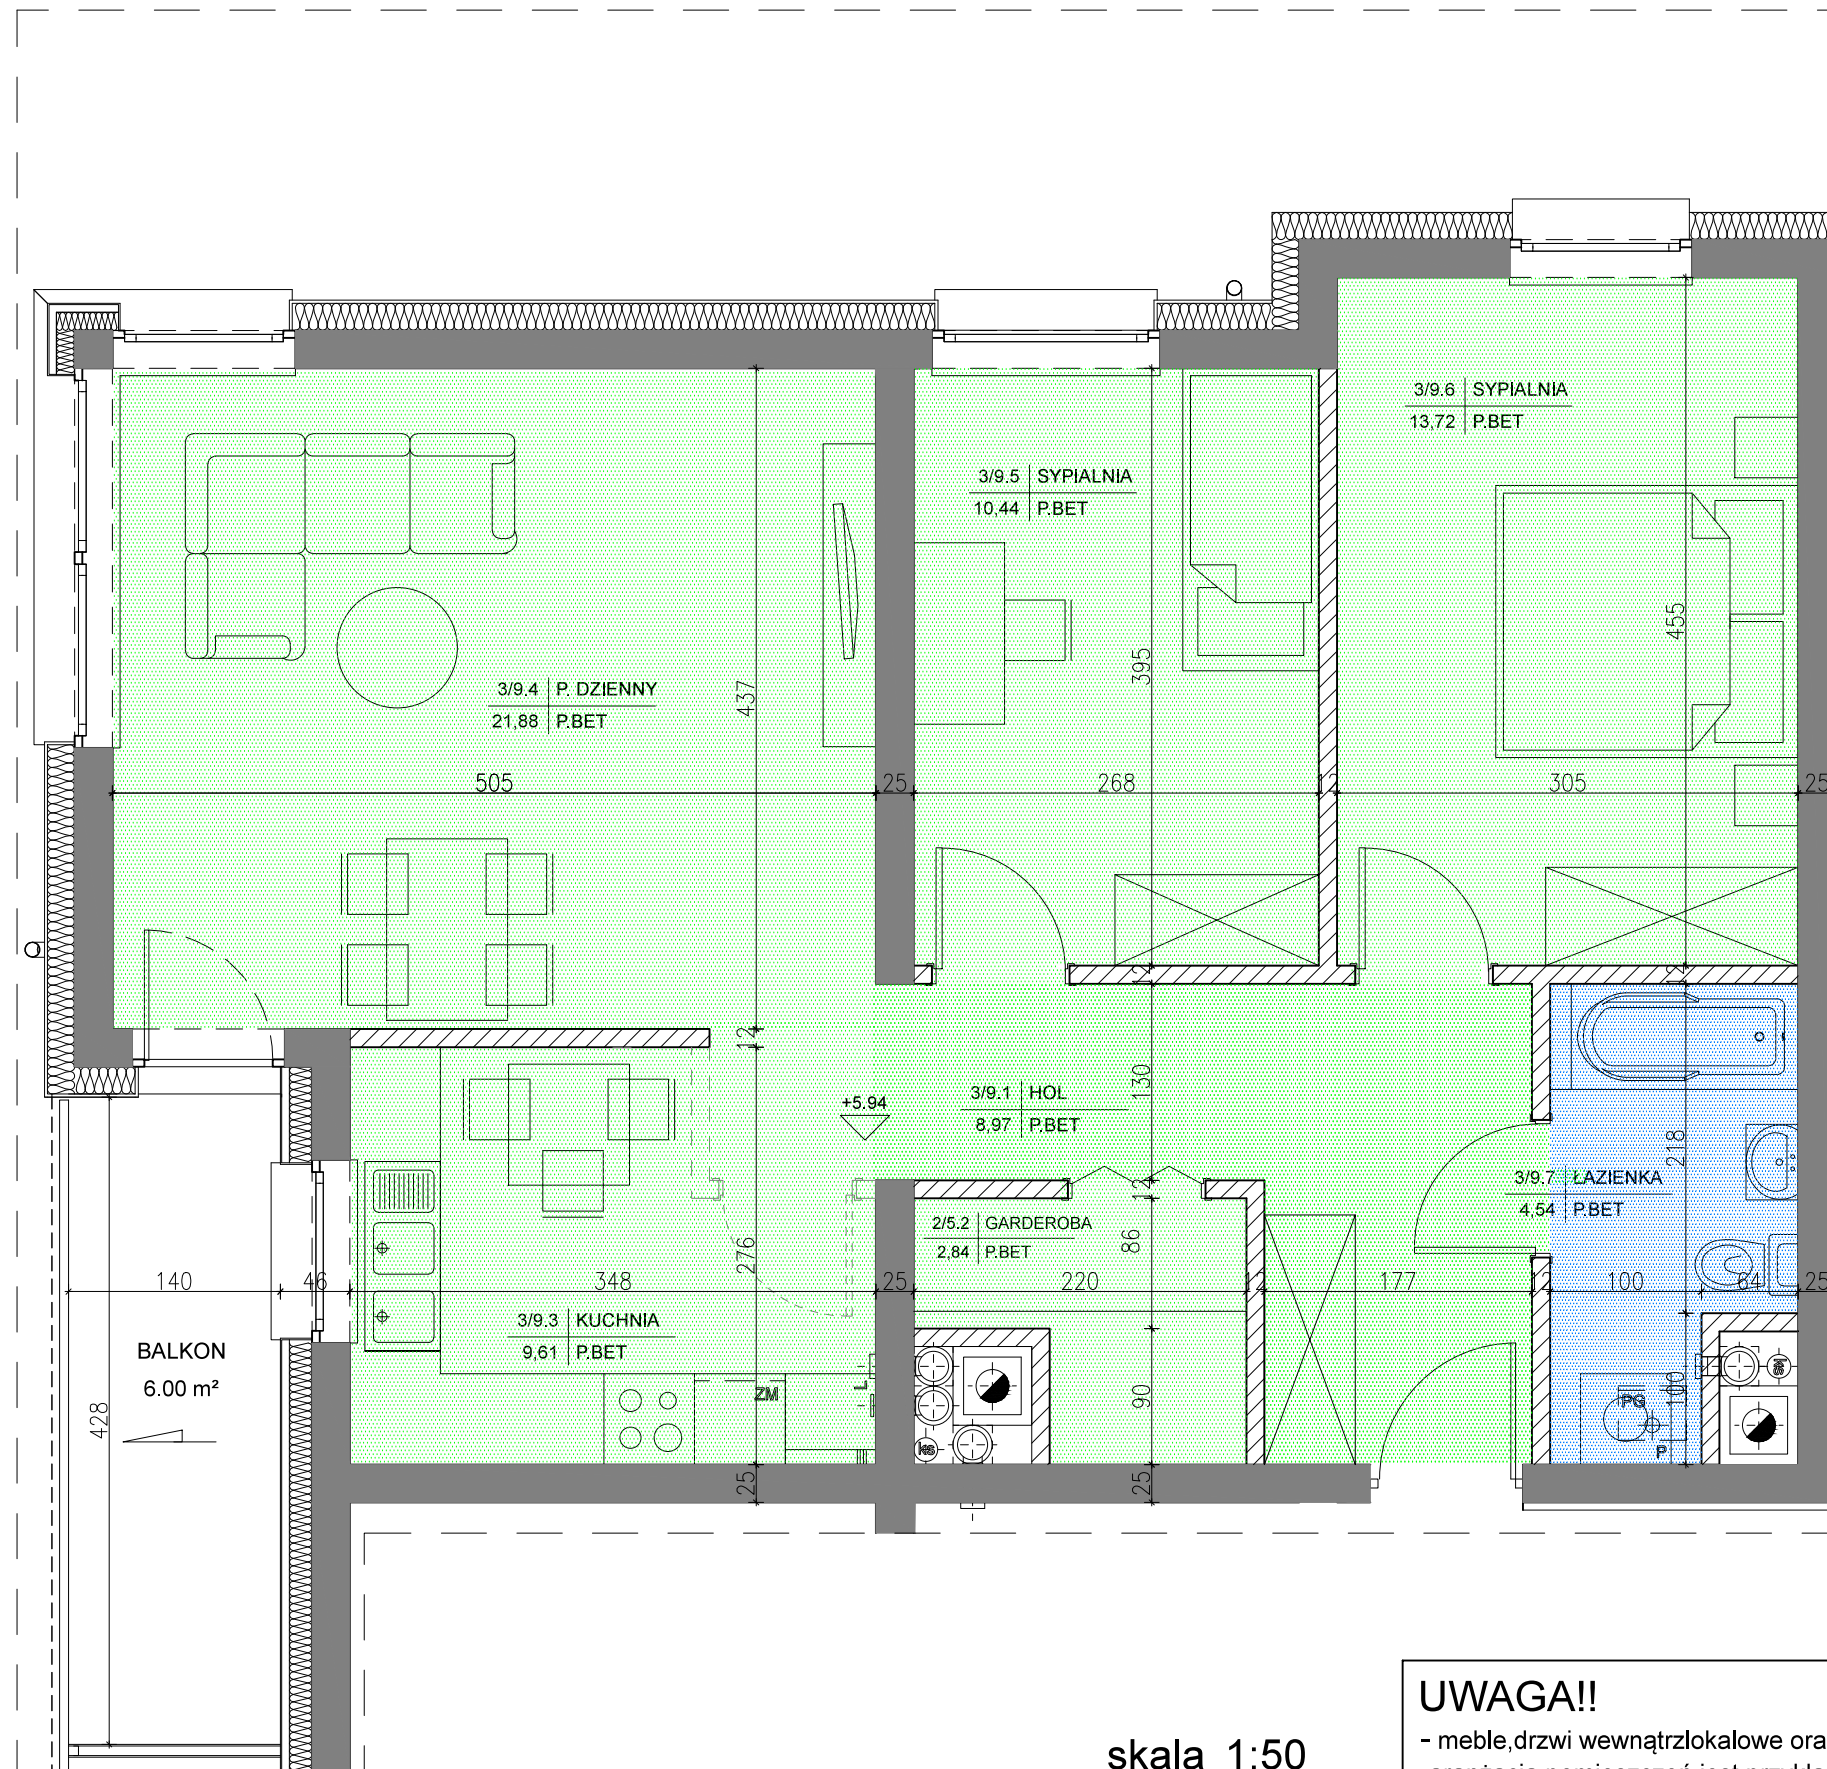 3/9.6 SYPIALNIA
13,72 P.BET
3/9.5 SYPIALNIA
10,44 P.BET
455
395
3/9.4 P. DZIENNY
21,88 P.BET
437
505
25
268
12
305
25
12
12
12
130
+5.94
3/9.1 HOL
8,97 P.BET
218
3/9.7 ŁAZIENKA
4,54 P.BET
12
2/5.2 GARDEROBA
2,84 P.BET
86
276
140
46
348
25
220
12
177
12
100
64
25
3/9.3 KUCHNIA
9,61 P.BET
BALKON
6.00 m²
428
ZM
L
ks
90
100
PG
P
ks
25
25
UWAGA!!
- meble,drzwi wewnątrzlokalowe ora
skala 1:50